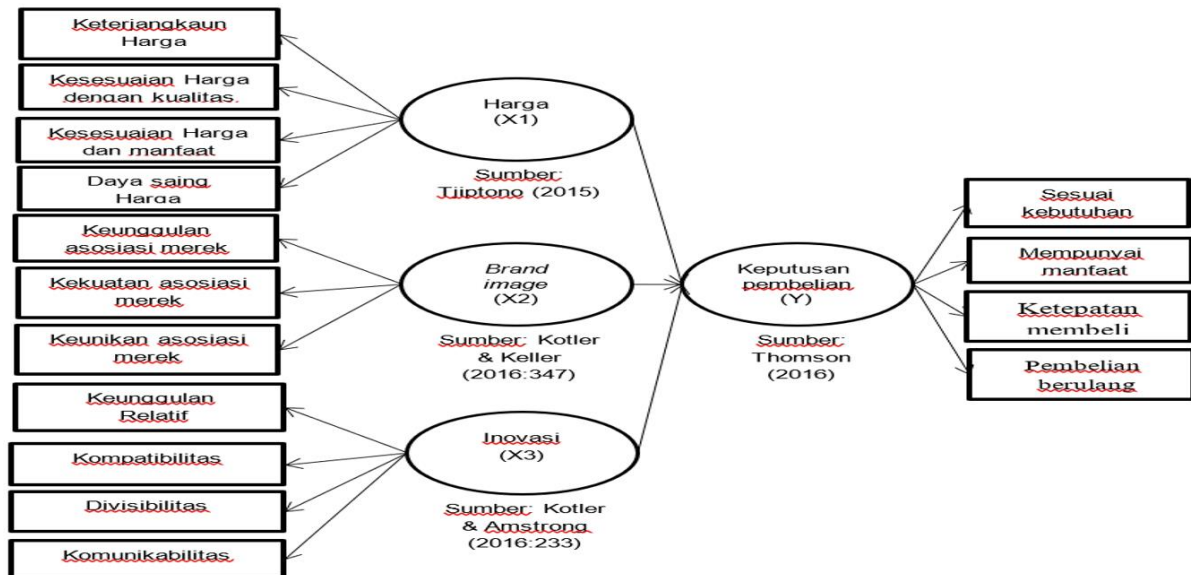 Keterjangkaun
Harga
Kesesuaian Harga
dengan kualitas.
Kesesuaian Harga
dan manfaat
Daya saing
Harga
Keunggulan
asosiasi merek
Kekuatan asosiasi
merek
Keunikan asosiasi
merek
Keunggulan
Relatif
Kompatibilitas
Divisibilitas
Komunikabilitas
Harga
(X1)
Sumber:
Tjiptono (2015)
Brand
image
(X2)
Sumber: Kotler
& Keller
(2016:347)
Inovasi
(X3)
Sumber: Kotler
& Amstrong
(2016:233)
Keputusan
pembelian
(Y)
Sumber:
Thomson
(2016)
Sesuai
kebutuhan
Mempunyai
manfaat
Ketepatan
membeli
Pembelian
berulang